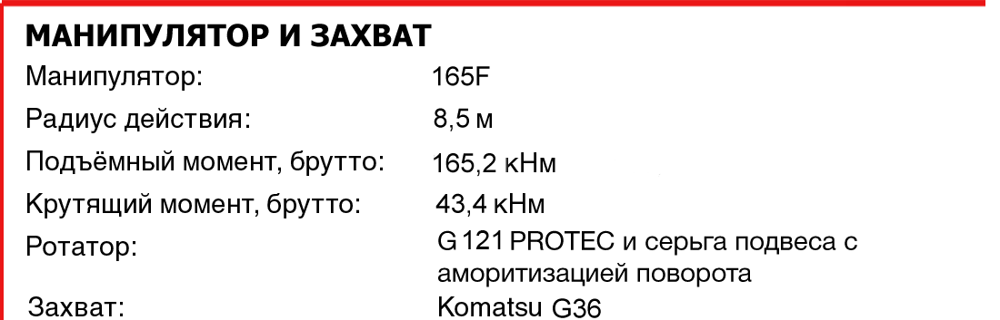 МАНИПУЛЯТОР И ЗАХВАТ
Манипулятор: 165F
Радиус действия: 8,5 м
Подъёмный момент, брутто: 165,2 кНм
Крутящий момент, брутто: 43,4 кНм
Ротатор: G121 PROTEC и серьга подвеса с
аморитизацией поворота
Захват: Komatsu G36